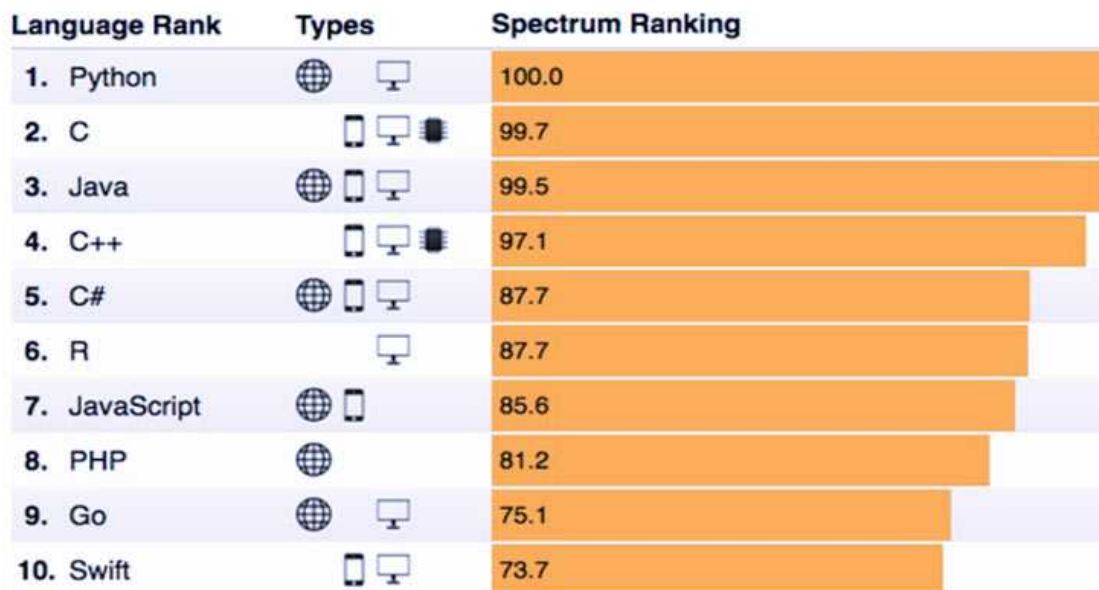 Language Rank Types Spectrum Ranking
1. Python 100.0
2. C 99.7
3. Java 99.5
4. C++ 97.1
5. C# 87.7
6. R 87.7
7. JavaScript 85.6
8. PHP 81.2
9. Go 75.1
10. Swift 73.7